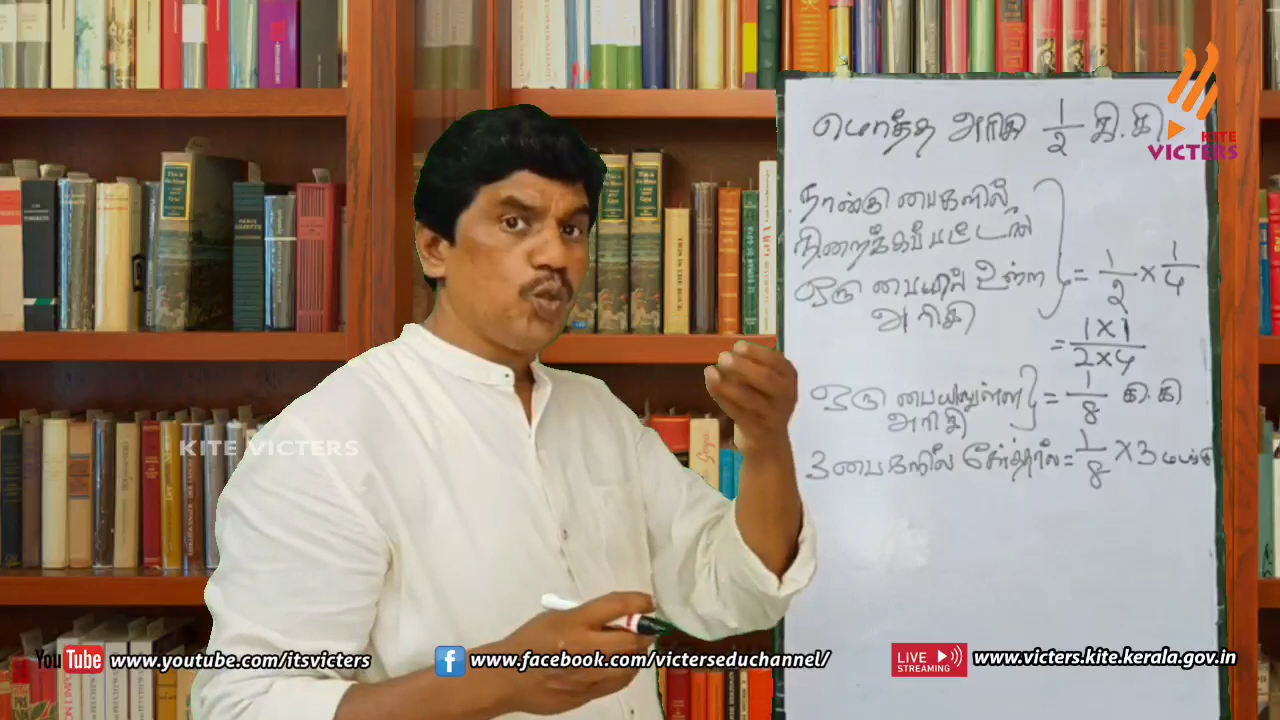 மொத்த அரிசி 1/2 கி.கி
KITE
VICTERS
நான்கு பைகளில்
நிறைக்கப்பட்டால்
ஒரு பையில் உள்ள = 1/2 × 1/4
அரிசி
= 1×1/2×4
ஒரு பையிலுள்ள = 1/8 கி.கி
அரிசி
3 பைகளில் சேர்த்தால் = 1/8 × 3
KITE VICTERS
YouTube www.youtube.com/itsvicters
f www.facebook.com/victerseduchannel/
LIVE STREAMING www.victers.kite.kerala.gov.in